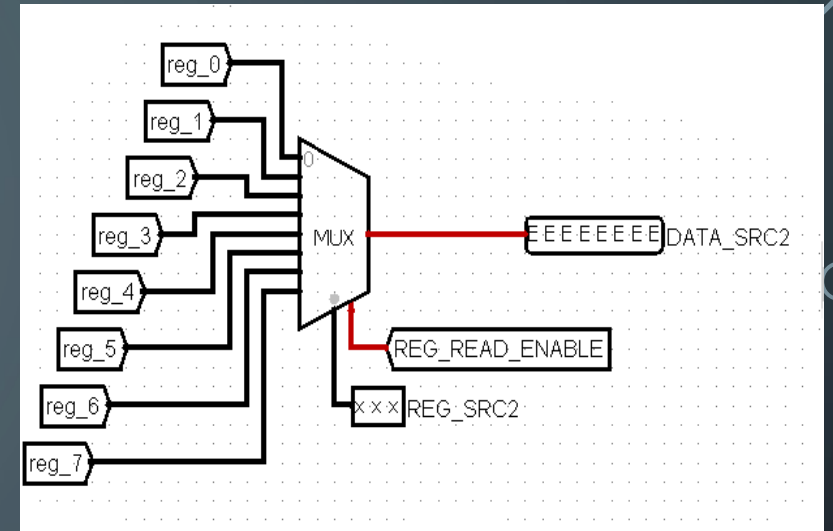 reg_0
reg_1
0
reg_2
reg_3
MUX
EEEEEEEE DATA_SRC2
reg_4
reg_5
REG_READ_ENABLE
reg_6
xxx REG_SRC2
reg_7